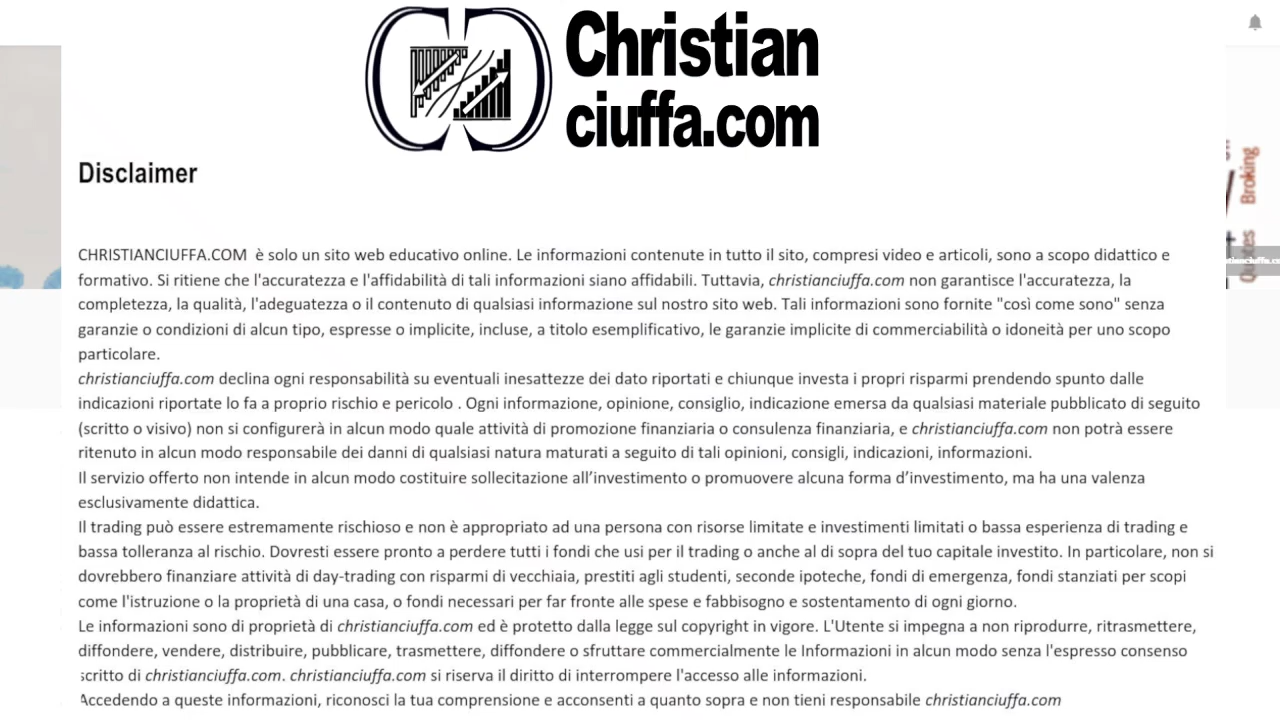 Christian
ciuffa.com
Disclaimer
CHRISTIANCIUFFA.COM è solo un sito web educativo online. Le informazioni contenute in tutto il sito, compresi video e articoli, sono a scopo didattico e
formativo. Si ritiene che l'accuratezza e l'affidabilità di tali informazioni siano affidabili. Tuttavia, christianciuffa.com non garantisce l'accuratezza, la
completezza, la qualità, l'adeguatezza o il contenuto di qualsiasi informazione sul nostro sito web. Tali informazioni sono fornite "così come sono" senza
garanzie o condizioni di alcun tipo, espresse o implicite, incluse, a titolo esemplificativo, le garanzie implicite di commerciabilità o idoneità per uno scopo
particolare.
christianciuffa.com declina ogni responsabilità su eventuali inesattezze dei dato riportati e chiunque investa i propri risparmi prendendo spunto dalle
indicazioni riportate lo fa a proprio rischio e pericolo . Ogni informazione, opinione, consiglio, indicazione emersa da qualsiasi materiale pubblicato di seguito
(scritto o visivo) non si configurerà in alcun modo quale attività di promozione finanziaria o consulenza finanziaria, e christianciuffa.com non potrà essere
ritenuto in alcun modo responsabile dei danni di qualsiasi natura maturati a seguito di tali opinioni, consigli, indicazioni, informazioni.
Il servizio offerto non intende in alcun modo costituire sollecitazione all’investimento o promuovere alcuna forma d’investimento, ma ha una valenza
esclusivamente didattica.
Il trading può essere estremamente rischioso e non è appropriato ad una persona con risorse limitate e investimenti limitati o bassa esperienza di trading e
bassa tolleranza al rischio. Dovresti essere pronto a perdere tutti i fondi che usi per il trading o anche al di sopra del tuo capitale investito. In particolare, non si
dovrebbero finanziare attività di day-trading con risparmi di vecchiaia, prestiti agli studenti, seconde ipoteche, fondi di emergenza, fondi stanziati per scopi
come l'istruzione o la proprietà di una casa, o fondi necessari per far fronte alle spese e fabbisogno e sostentamento di ogni giorno.
Le informazioni sono di proprietà di christianciuffa.com ed è protetto dalla legge sul copyright in vigore. L'Utente si impegna a non riprodurre, ritrasmettere,
diffondere, vendere, distribuire, pubblicare, trasmettere, diffondere o sfruttare commercialmente le Informazioni in alcun modo senza l'espresso consenso
scritto di christianciuffa.com. christianciuffa.com si riserva il diritto di interrompere l'accesso alle informazioni.
Accedendo a queste informazioni, riconosci la tua comprensione e acconsenti a quanto sopra e non tieni responsabile christianciuffa.com
Broking